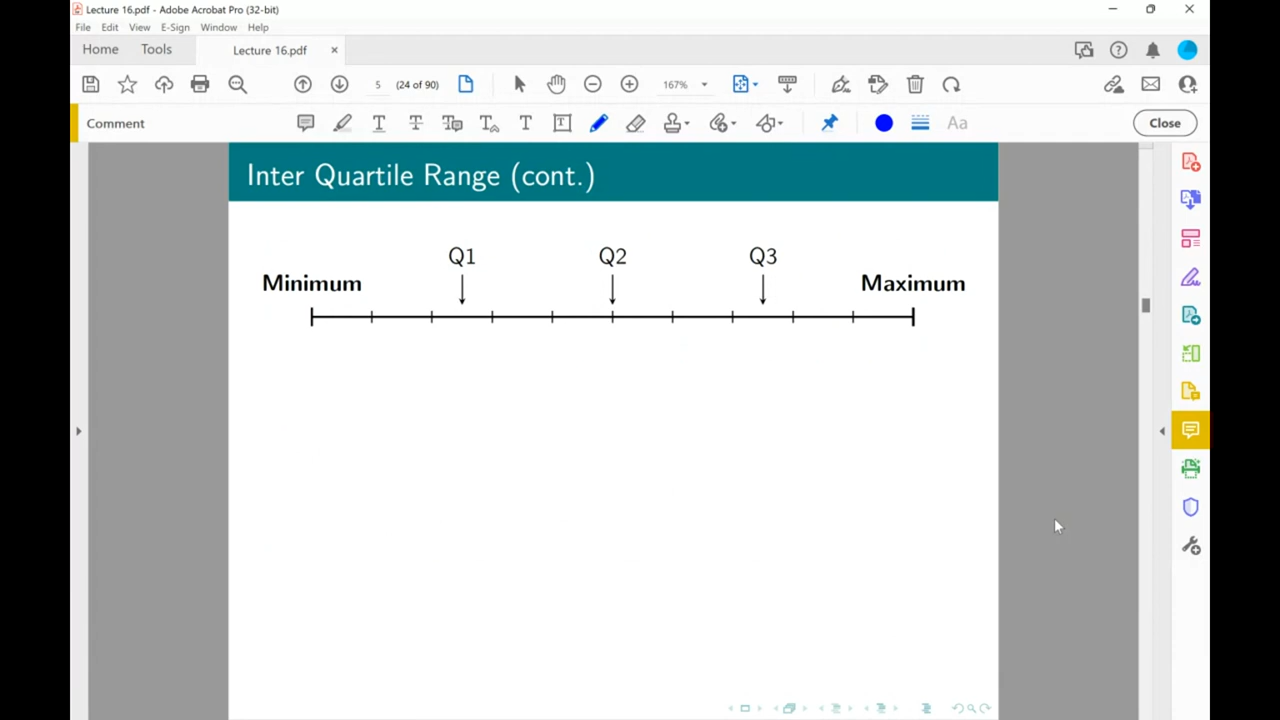 Lecture 16.pdf - Adobe Acrobat Pro (32-bit)
File Edit View E-Sign Window Help
Home Tools Lecture 16.pdf ×
5 (24 of 90) 167%
Comment Aa Close
Inter Quartile Range (cont.)
Q1 Q2 Q3
Minimum Maximum